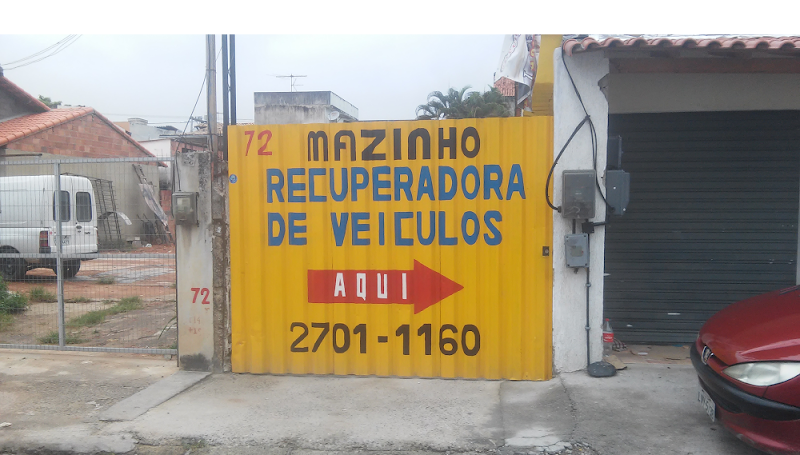 72 MAZINHO
RECUPERADORA
DE VEICULOS
AQUI
2701-1160
72